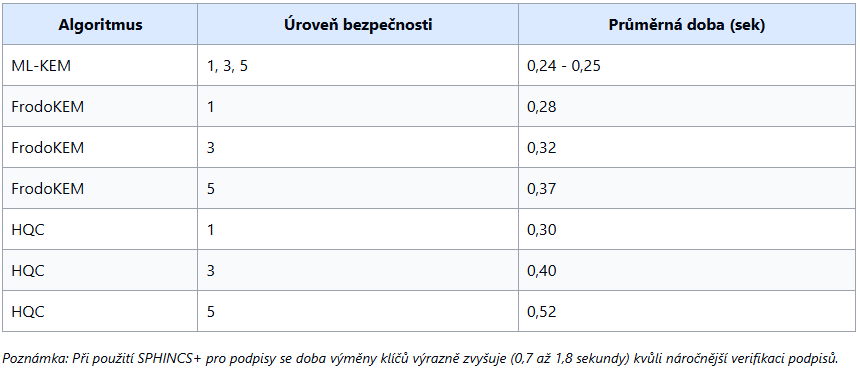 Algoritmus Úroveň bezpečnosti Průměrná doba (sek)
ML-KEM 1, 3, 5 0,24 - 0,25
FrodoKEM 1 0,28
FrodoKEM 3 0,32
FrodoKEM 5 0,37
HQC 1 0,30
HQC 3 0,40
HQC 5 0,52
Poznámka: Při použití SPHINCS+ pro podpisy se doba výměny klíčů výrazně zvyšuje (0,7 až 1,8 sekundy) kvůli náročnější verifikaci podpisů.